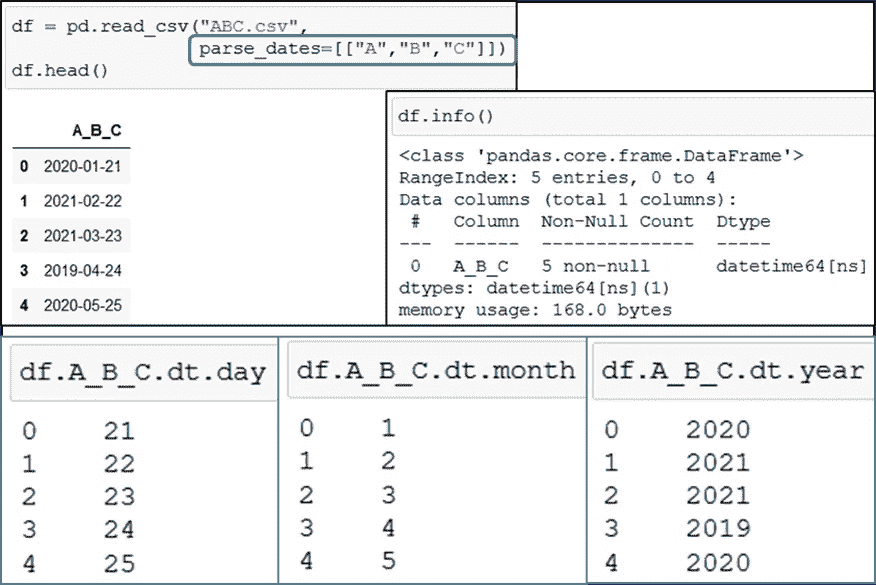 df = pd.read_csv("ABC.csv",
parse_dates=[["A","B","C"]])
df.head()
A_B_C
0 2020-01-21
1 2021-02-22
2 2021-03-23
3 2019-04-24
4 2020-05-25
df.info()
<class 'pandas.core.frame.DataFrame'>
RangeIndex: 5 entries, 0 to 4
Data columns (total 1 columns):
# Column Non-Null Count Dtype
--- ------ -------------- -----
0 A_B_C 5 non-null datetime64[ns]
dtypes: datetime64[ns](1)
memory usage: 168.0 bytes
df.A_B_C.dt.day
0 21
1 22
2 23
3 24
4 25
df.A_B_C.dt.month
0 1
1 2
2 3
3 4
4 5
df.A_B_C.dt.year
0 2020
1 2021
2 2021
3 2019
4 2020